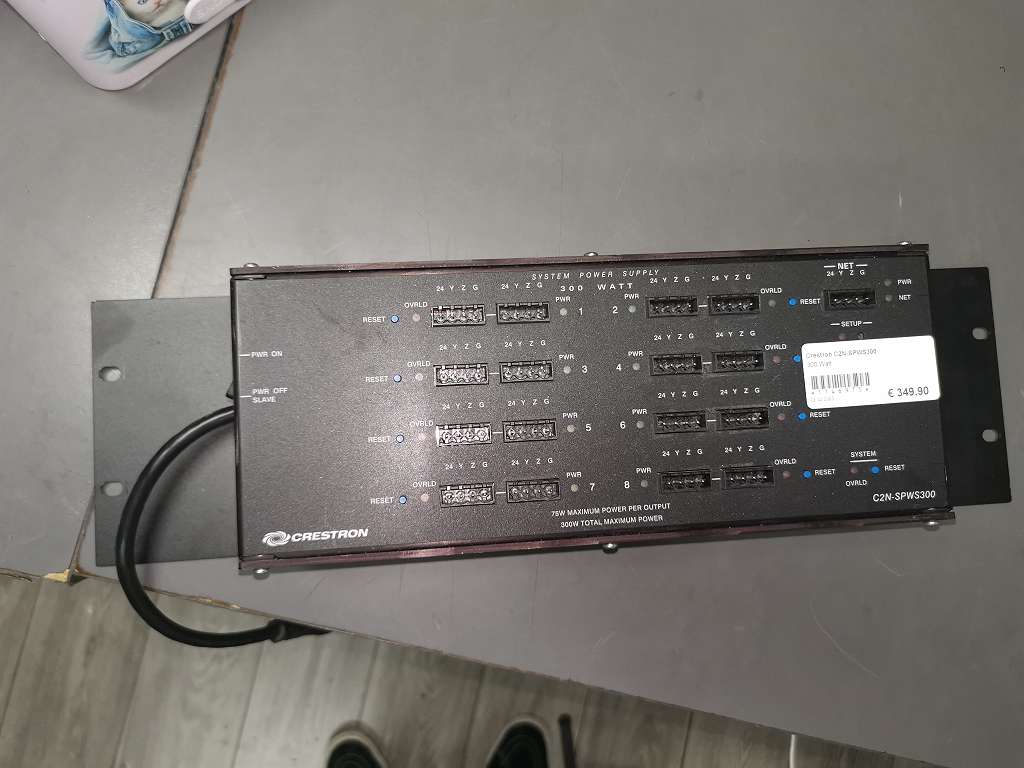 SYSTEM POWER SUPPLY
300 WATT
NET
24 Y Z G
PWR
NET
SETUP
24 Y Z G 24 Y Z G
OVRLD
RESET
PWR
1
2
PWR
24 Y Z G 24 Y Z G
OVRLD
RESET
PWR ON
PWR OFF
SLAVE
24 Y Z G 24 Y Z G
OVRLD
RESET
PWR
3
4
PWR
24 Y Z G 24 Y Z G
OVRLD
Crestron C2N-SPWS300
300 Watt
€ 349.90
24 Y Z G 24 Y Z G
OVRLD
RESET
PWR
5
6
PWR
24 Y Z G 24 Y Z G
OVRLD
RESET
24 Y Z G 24 Y Z G
OVRLD
RESET
PWR
7
8
PWR
24 Y Z G 24 Y Z G
OVRLD
RESET
SYSTEM
OVRLD
RESET
75W MAXIMUM POWER PER OUTPUT
300W TOTAL MAXIMUM POWER
CRESTRON
C2N-SPWS300